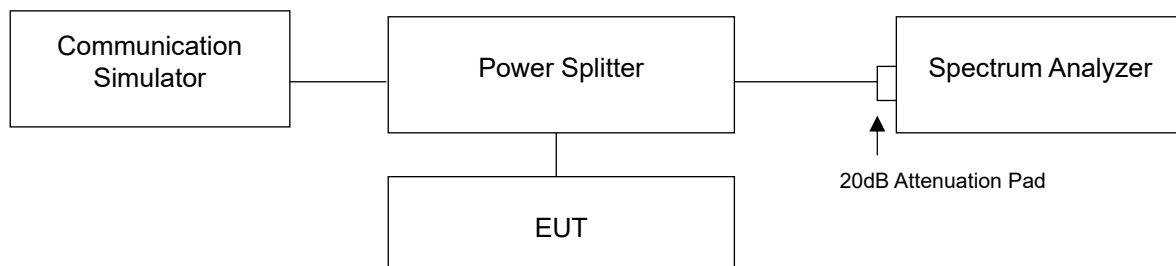 Communication
Simulator
Power Splitter
Spectrum Analyzer
20dB Attenuation Pad
EUT